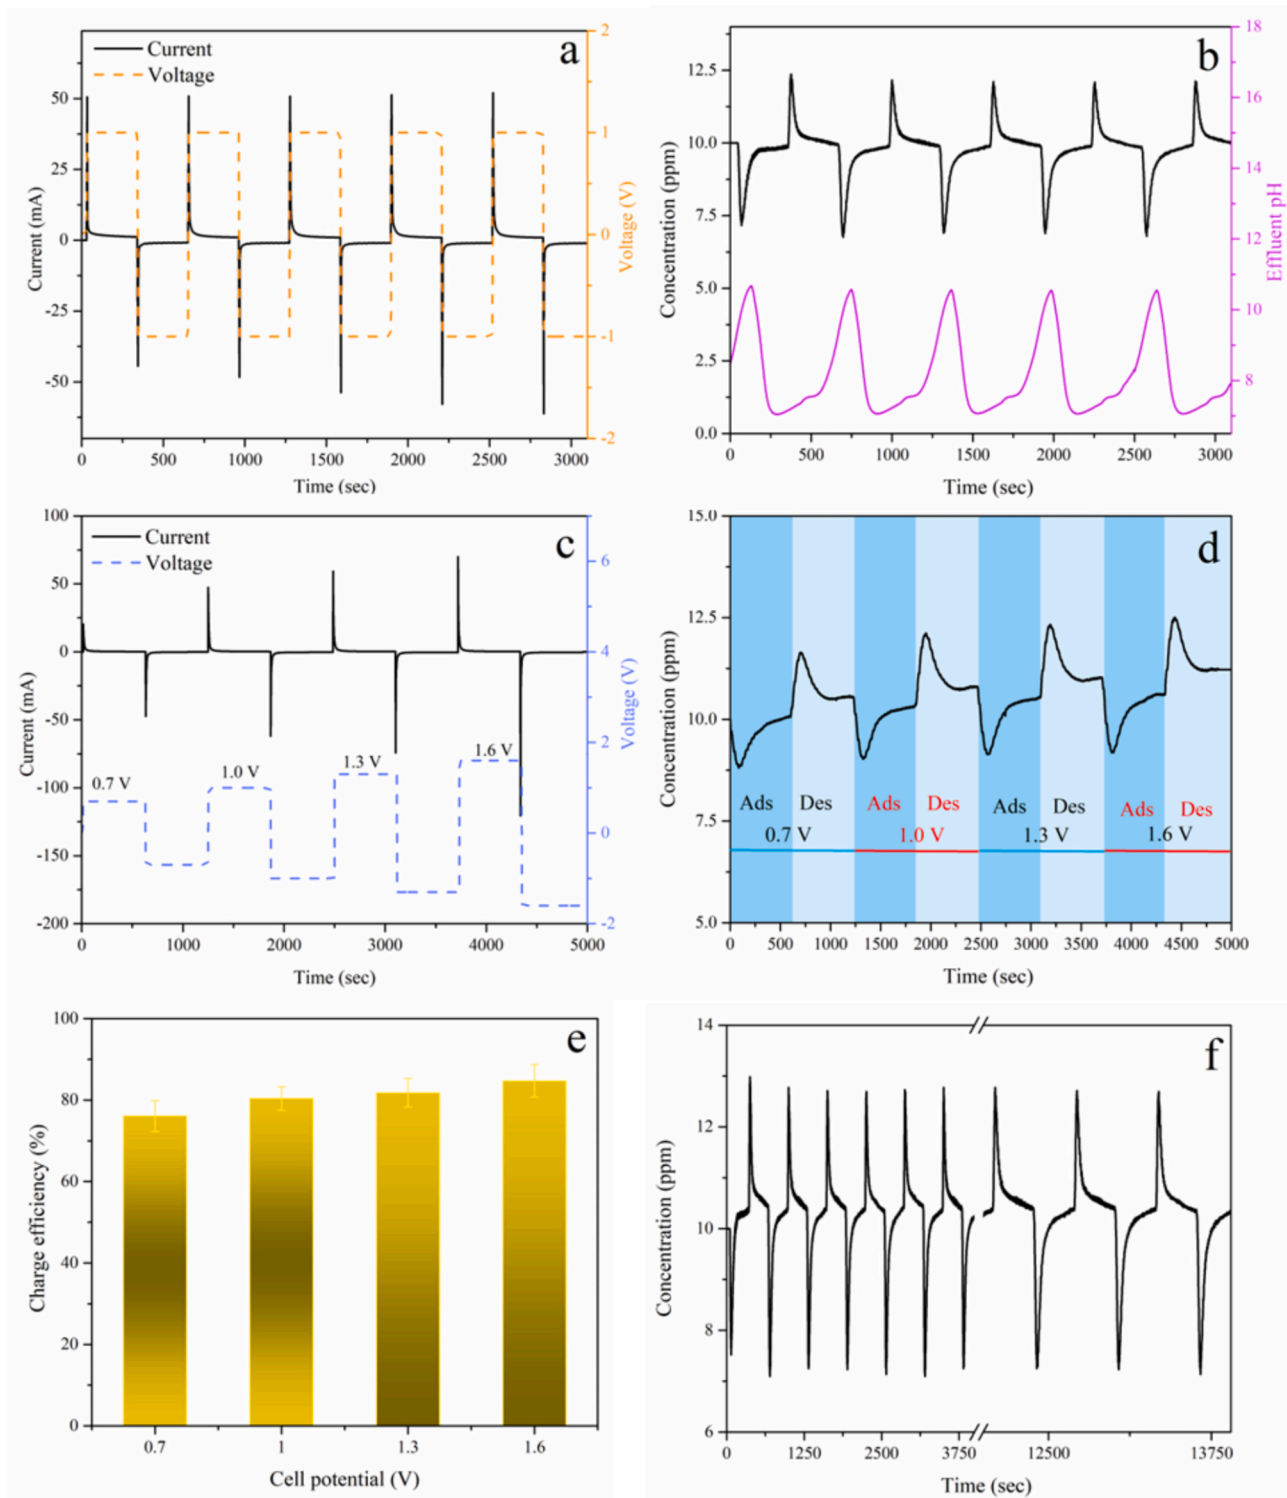 a
Current
Voltage
50
25
0
-25
-50
2
1
0
-1
-2
Current (mA)
Voltage (V)
0 500 1000 1500 2000 2500 3000
Time (sec)
b
12.5
10.0
7.5
5.0
2.5
0.0
18
16
14
12
10
8
Concentration (ppm)
Effluent pH
0 500 1000 1500 2000 2500 3000
Time (sec)
c
Current
Voltage
100
50
0
-50
-100
-150
-200
6
4
2
0
-2
Current (mA)
Voltage (V)
0.7 V 1.0 V 1.3 V 1.6 V
0 1000 2000 3000 4000 5000
Time (sec)
d
15.0
12.5
10.0
7.5
5.0
Concentration (ppm)
Ads Des Ads Des Ads Des Ads Des
0.7 V 1.0 V 1.3 V 1.6 V
0 500 1000 1500 2000 2500 3000 3500 4000 4500 5000
Time (sec)
e
100
80
60
40
20
0
Charge efficiency (%)
0.7 1 1.3 1.6
Cell potential (V)
f
14
12
10
8
6
Concentration (ppm)
0 1250 2500 3750 12500 13750
Time (sec)